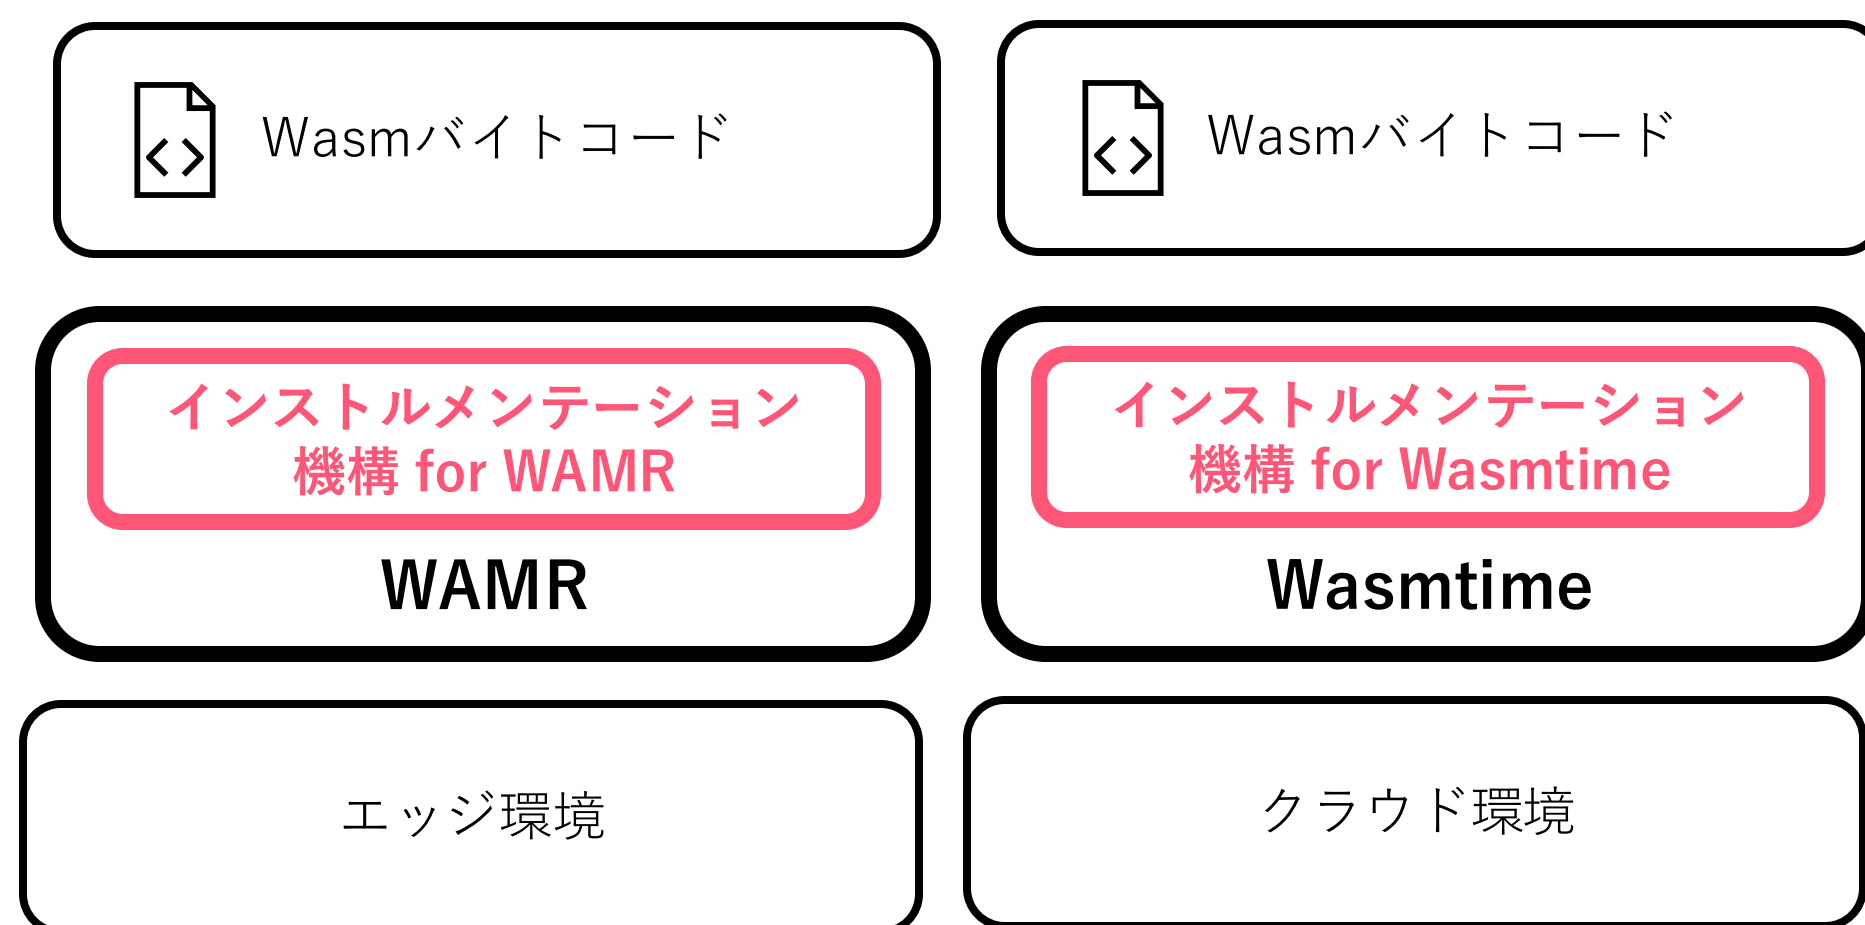 Wasmバイトコード
Wasmバイトコード
インストルメンテーション
機構 for WAMR
WAMR
インストルメンテーション
機構 for Wasmtime
Wasmtime
エッジ環境
クラウド環境